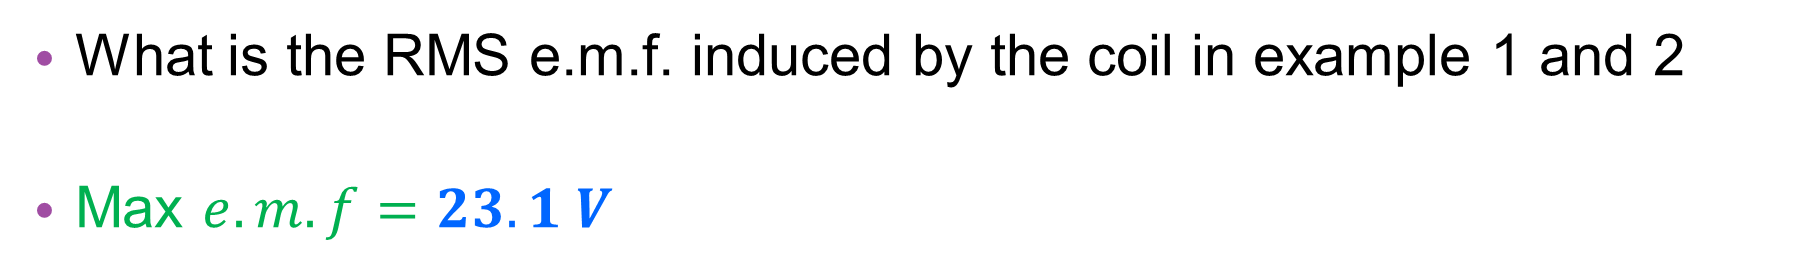 • What is the RMS e.m.f. induced by the coil in example 1 and 2
• Max e.m.f = 23.1 V